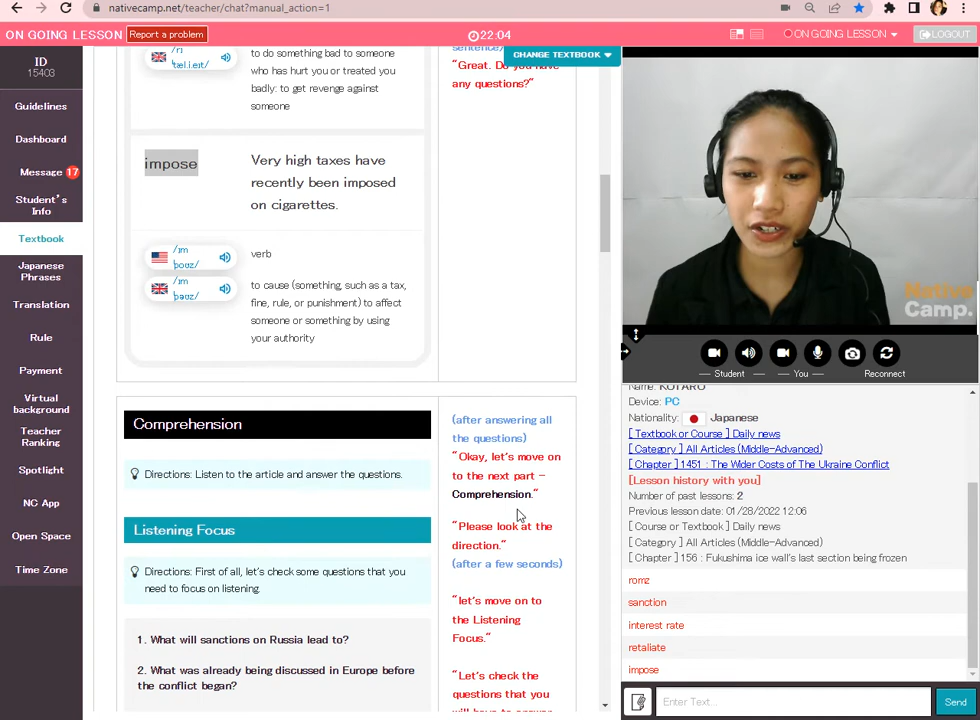 nativecamp.net/teacher/chat?manual_action=1
ON GOING LESSON
Report a problem
22:04
ON GOING LESSON
LOGOUT
ID
15403
Guidelines
Dashboard
Message 17
Student's
Info
Textbook
Japanese
Phrases
Translation
Rule
Payment
Virtual
background
Teacher
Ranking
Spotlight
NC App
Open Space
Time Zone
CHANGE TEXTBOOK
to do something bad to someone
who has hurt you or treated you
badly: to get revenge against
someone
"Great. Do you have
any questions?"
impose
Very high taxes have
recently been imposed
on cigarettes.
/ɪm
ˈpoʊz/
/ɪm
ˈpəʊz/
verb
to cause (something, such as a tax,
fine, rule, or punishment) to affect
someone or something by using
your authority
Comprehension
Directions: Listen to the article and answer the questions.
Listening Focus
Directions: First of all, let's check some questions that you
need to focus on listening.
1. What will sanctions on Russia lead to?
2. What was already being discussed in Europe before
the conflict began?
(after answering all
the questions)
"Okay, let's move on
to the next part –
Comprehension."
"Please look at the
direction."
(after a few seconds)
"let's move on to
the Listening
Focus."
"Let's check the
questions that you
Native
Camp.
Student
You
Reconnect
Name: KOTARO
Device: PC
Nationality: Japanese
[ Textbook or Course ] Daily news
[ Category ] All Articles (Middle-Advanced)
[ Chapter ] 1451 : The Wider Costs of The Ukraine Conflict
[Lesson history with you]
Number of past lessons: 2
Previous lesson date: 01/28/2022 12:06
[ Course or Textbook ] Daily news
[ Category ] All Articles (Middle-Advanced)
[ Chapter ] 156 : Fukushima ice wall's last section being frozen
romz
sanction
interest rate
retaliate
impose
Enter Text...
Send